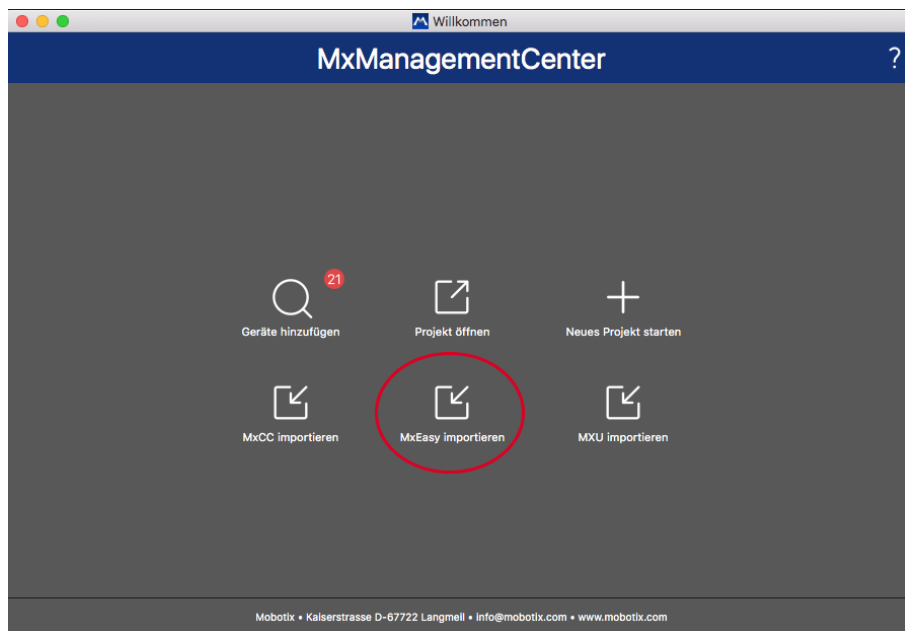 Willkommen
MxManagementCenter
?
21
Geräte hinzufügen
Projekt öffnen
Neues Projekt starten
MxCC importieren
MxEasy importieren
MXU importieren
Mobotix • Kaiserstrasse D-67722 Langmeil • info@mobotix.com • www.mobotix.com